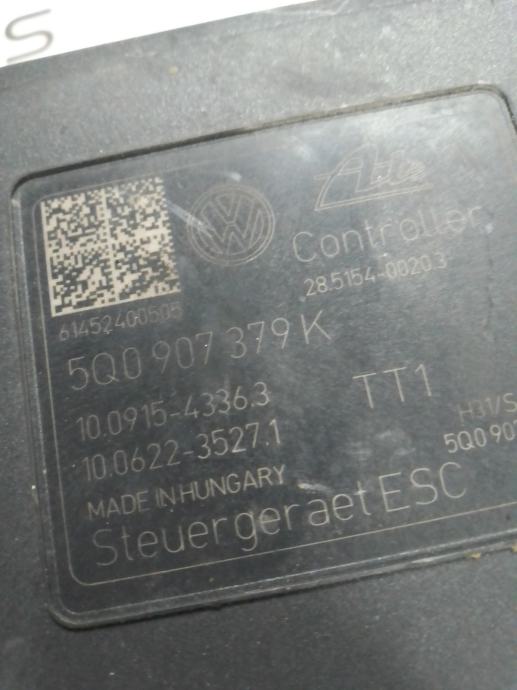 S
Ate
Controller
28.5154-0020.3
61452400505
5Q0 907 379 K
10.0915-4336.3 TT1
10.0622-3527.1 H31/S
MADE IN HUNGARY 5Q0 907
Steuergeraet ESC